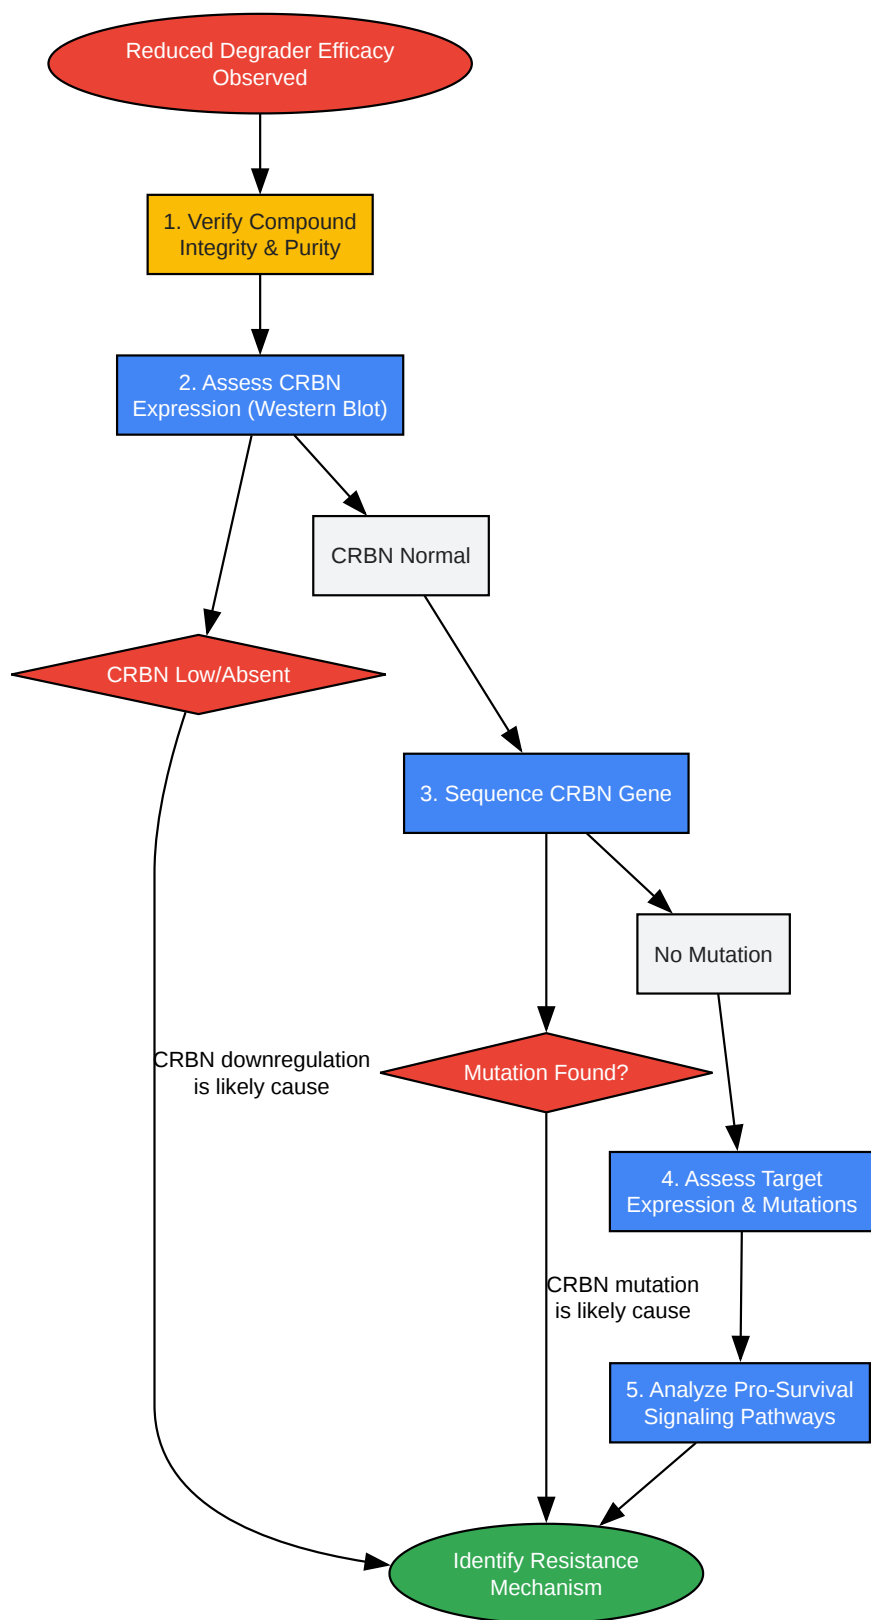 Reduced Degrader Efficacy
Observed
1. Verify Compound
Integrity & Purity
2. Assess CRBN
Expression (Western Blot)
CRBN Normal
CRBN Low/Absent
3. Sequence CRBN Gene
No Mutation
CRBN downregulation
is likely cause
Mutation Found?
4. Assess Target
Expression & Mutations
CRBN mutation
is likely cause
5. Analyze Pro-Survival
Signaling Pathways
Identify Resistance
Mechanism